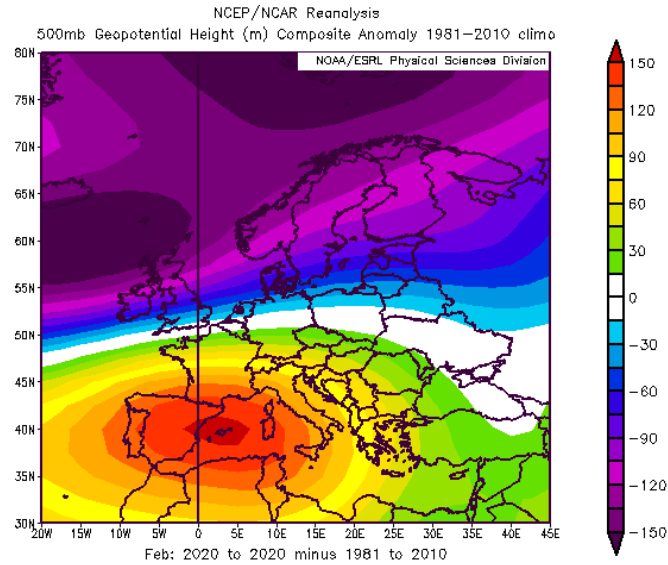 NCEP/NCAR Reanalysis
500mb Geopotential Height (m) Composite Anomaly 1981-2010 climo
NOAA/ESRL Physical Sciences Division
80N
75N
70N
65N
60N
55N
50N
45N
40N
35N
30N
20W 15W 10W 5W 0 5E 10E 15E 20E 25E 30E 35E 40E 45E
Feb: 2020 to 2020 minus 1981 to 2010
150
90
60
30
0
-30
-60
-90
-150